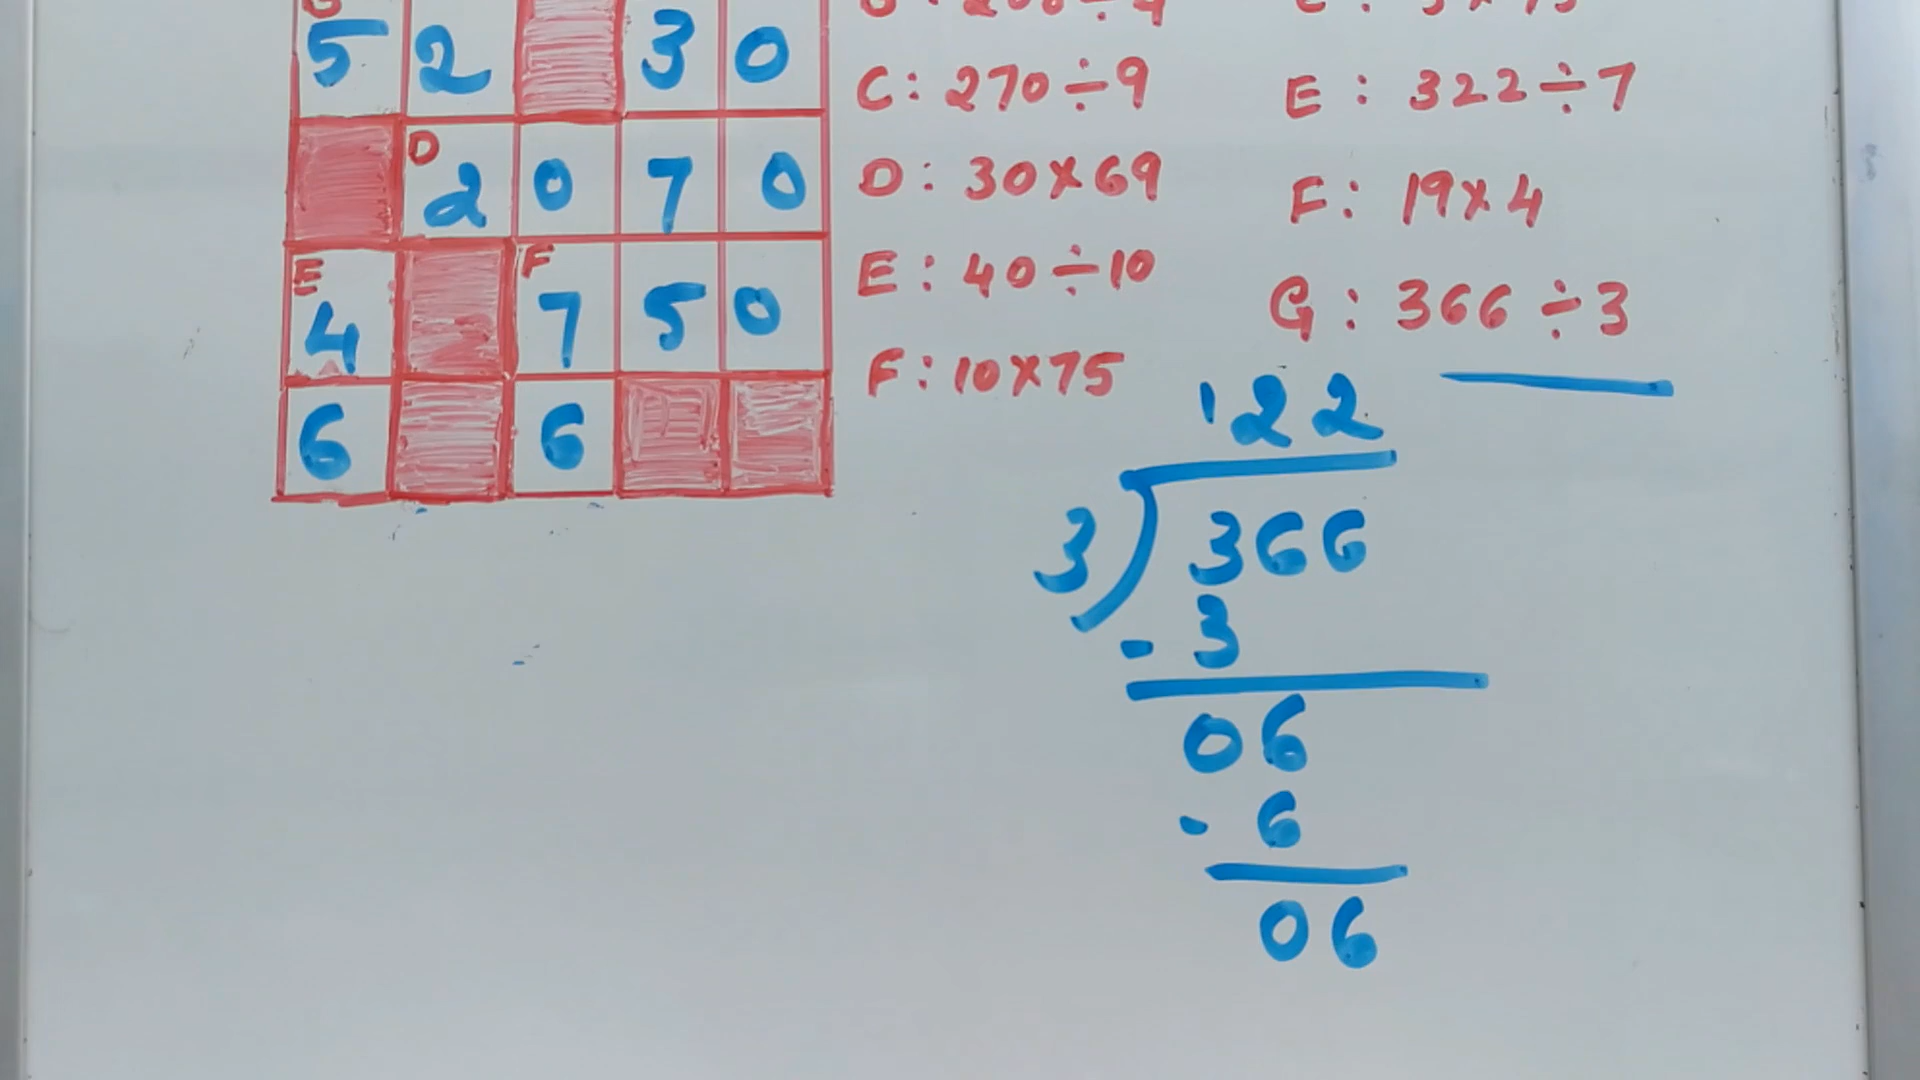 G
5 2 3 0
C: 270÷9
E: 322÷7
D
2 0 7 0
D: 30×69
F: 19×4
E F
4 7 5 0
E: 40÷10
G: 366÷3
F: 10×75
6 6
122
3 366
- 3
06
- 6
06